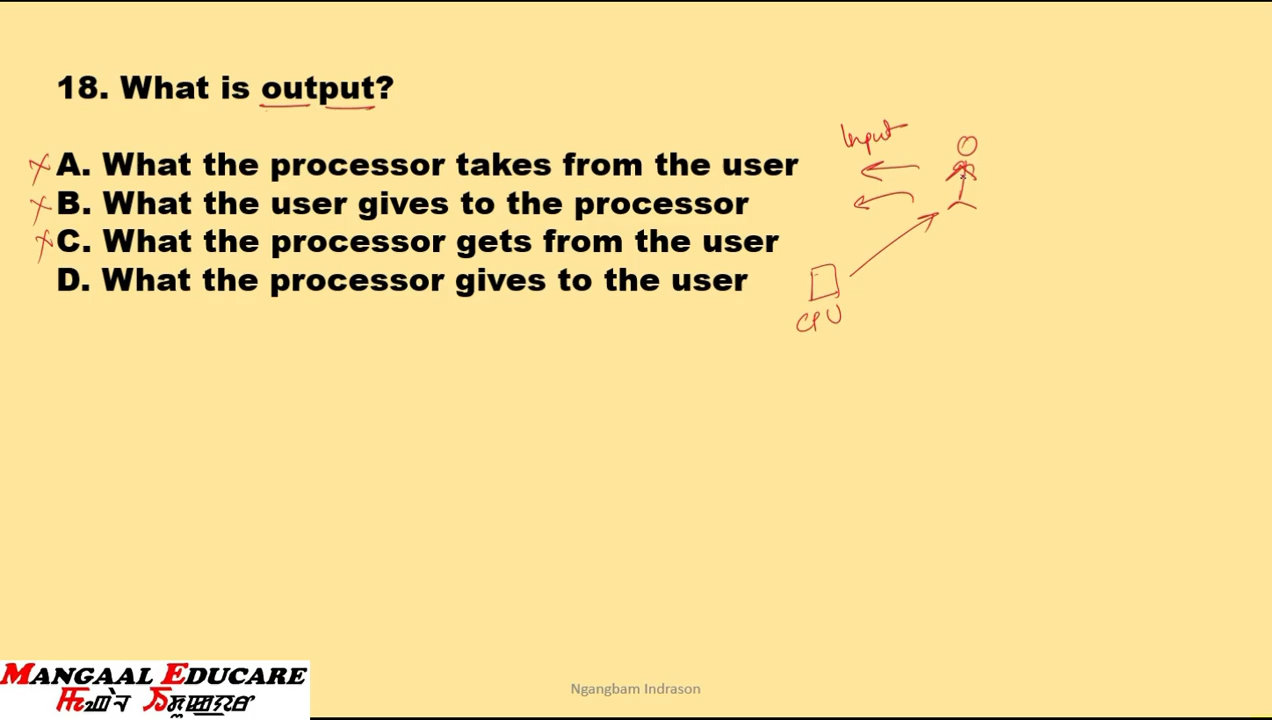 18. What is output?
A. What the processor takes from the user
B. What the user gives to the processor
C. What the processor gets from the user
D. What the processor gives to the user
Input
CPU
MANGAAL EDUCARE
Ngangbam Indrason